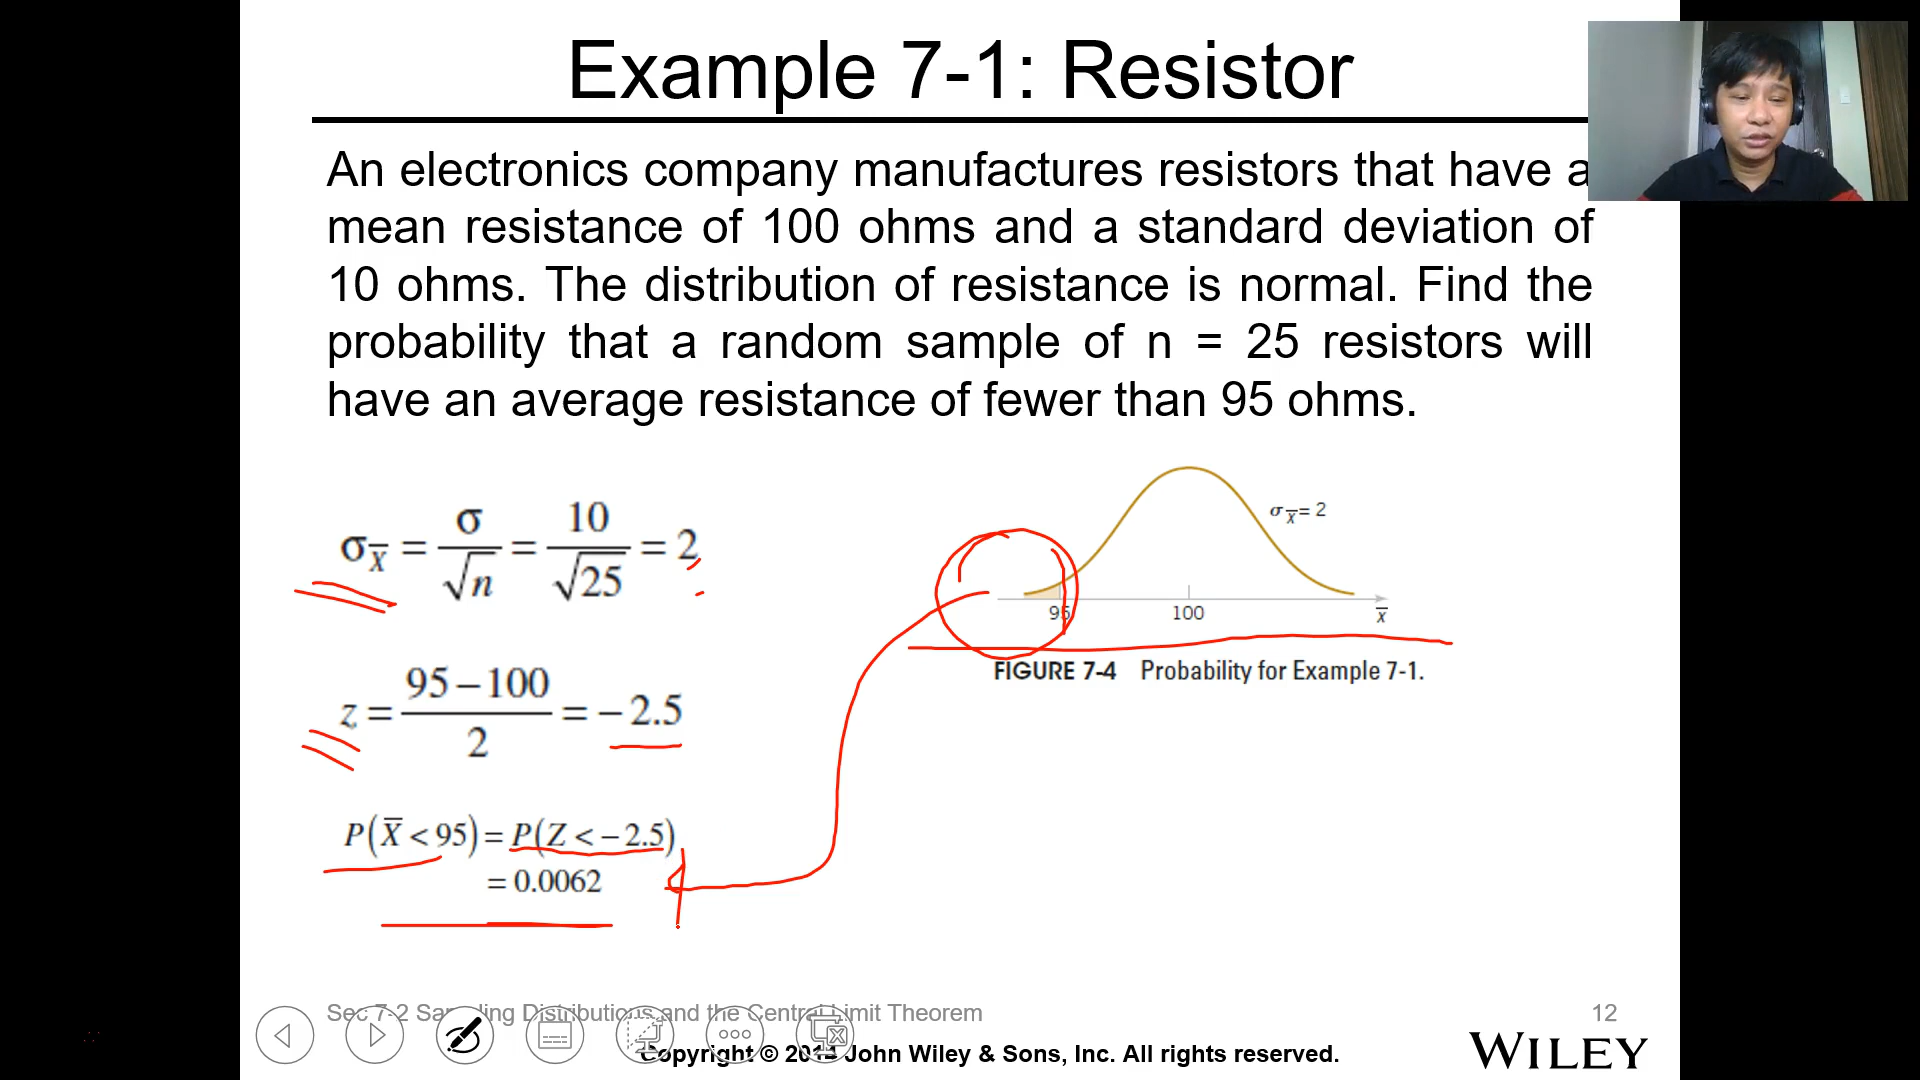 Example 7-1: Resistor
An electronics company manufactures resistors that have a
mean resistance of 100 ohms and a standard deviation of
10 ohms. The distribution of resistance is normal. Find the
probability that a random sample of n = 25 resistors will
have an average resistance of fewer than 95 ohms.
σX̅ = σ/√n = 10/√25 = 2
z = (95 – 100)/2 = – 2.5
P(X̅ < 95) = P(Z < – 2.5)
= 0.0062
σX̅ = 2
95 100 x̅
FIGURE 7-4 Probability for Example 7-1.
Sec 7-2 Sampling Distributions and the Central Limit Theorem 12
Copyright © 2014 John Wiley & Sons, Inc. All rights reserved.
WILEY